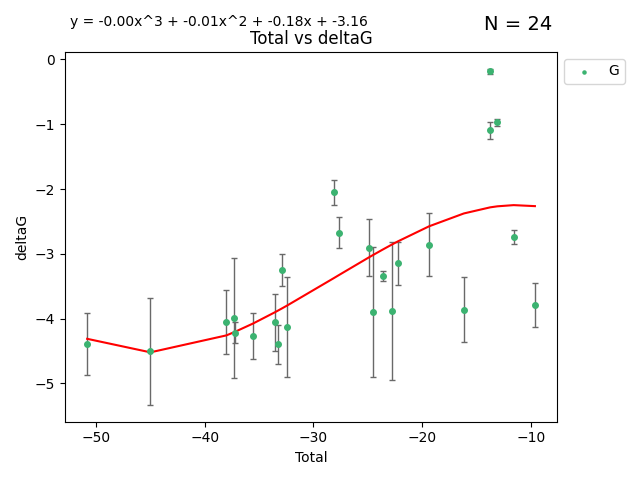 y = -0.00x^3 + -0.01x^2 + -0.18x + -3.16
N = 24
Total vs deltaG
G
0
−1
−2
−3
−4
−5
deltaG
−50 −40 −30 −20 −10
Total